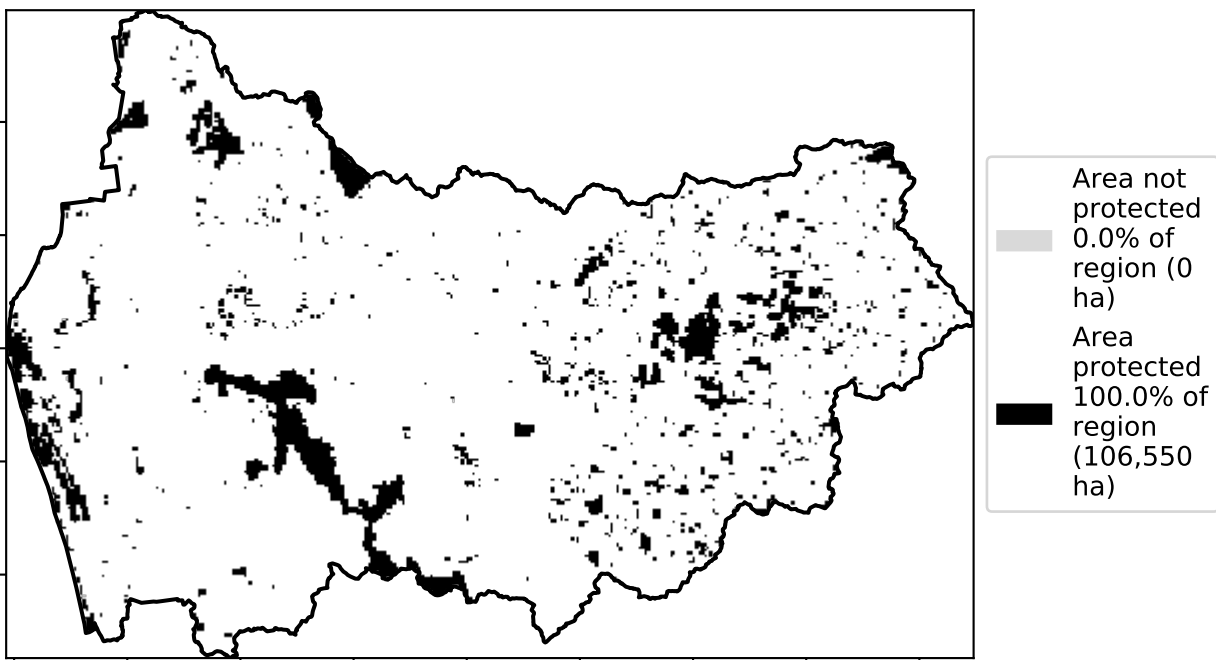 Area not
protected
0.0% of
region (0
ha)
Area
protected
100.0% of
region
(106,550
ha)